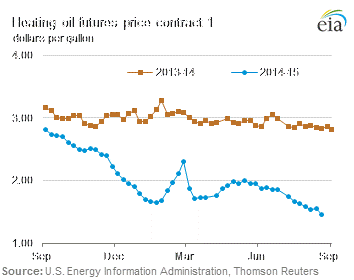 Heating oil futures price contract 1
dollars per gallon
eia
4.00
2013-14
2014-15
3.00
2.00
1.00
Sep Dec Mar Jun Sep
Source: U.S. Energy Information Administration, Thomson Reuters